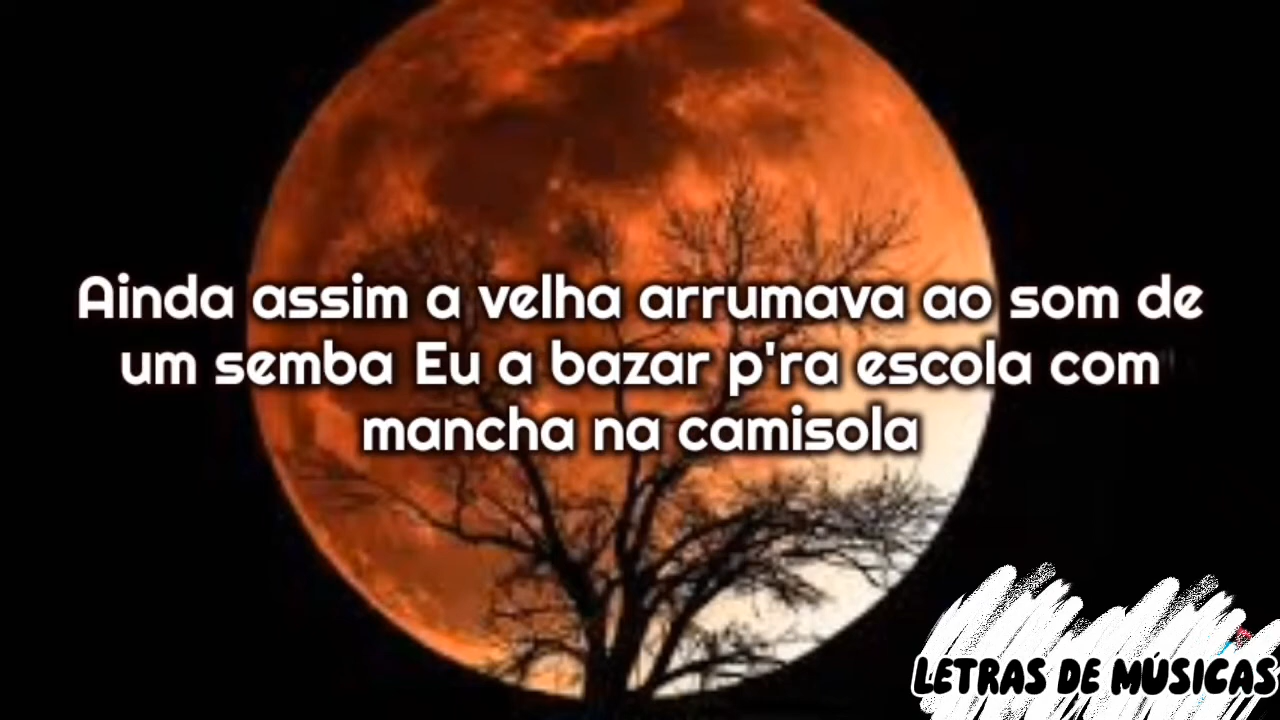 Ainda assim a velha arrumava ao som de
um semba Eu a bazar p'ra escola com
mancha na camisola
LETRAS DE MÚSICAS